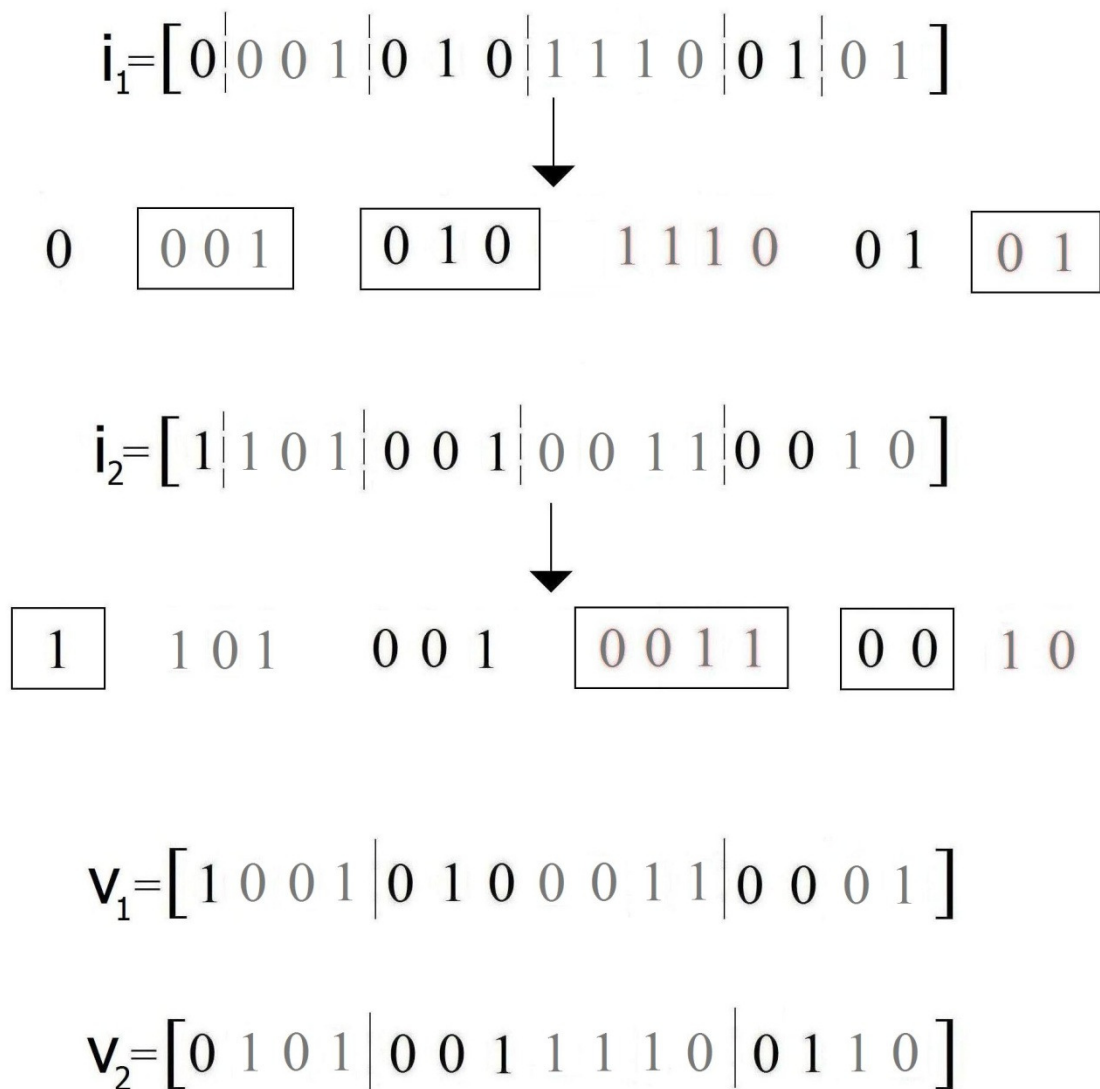 i₁=[0 0 0 1 0 1 0 1 1 1 0 0 1 0 1]
0 0 0 1 0 1 0 1 1 1 0 0 1 0 1
i₂=[1 1 0 1 0 0 1 0 0 1 1 0 0 1 0]
1 1 0 1 0 0 1 0 0 1 1 0 0 1 0
v₁=[1 0 0 1|0 1 0 0 0 1 1|0 0 0 1]
v₂=[0 1 0 1|0 0 1 1 1 1 0|0 1 1 0]